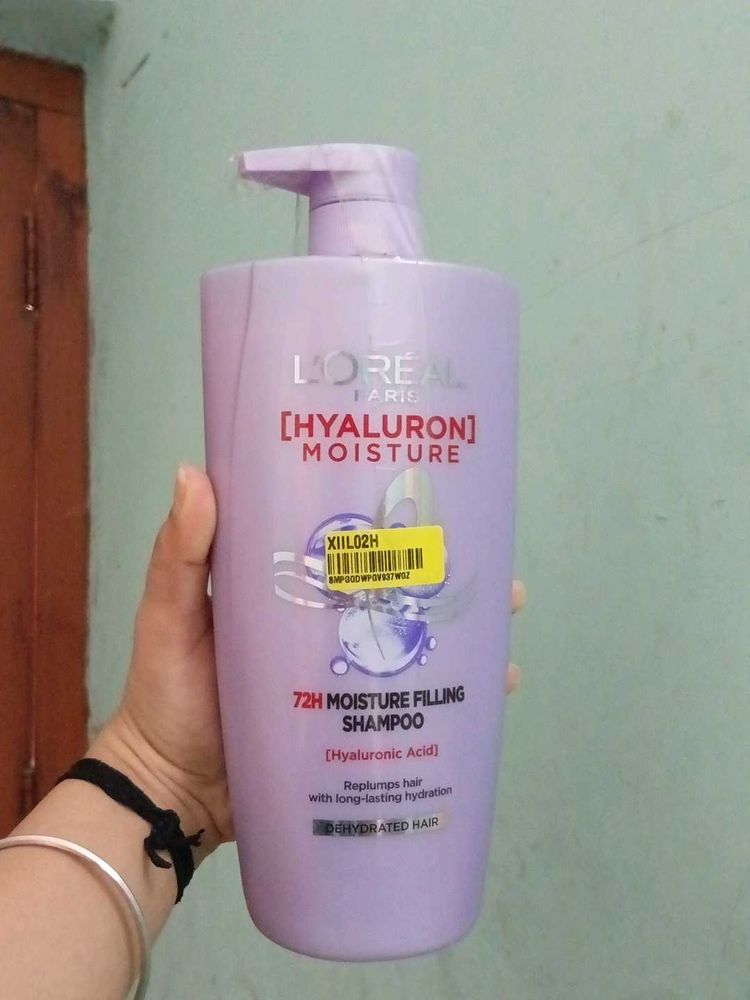 L'ORÉAL
PARIS
[HYALURON]
MOISTURE
XIIL02H
8MPGGDWPGV937WGZ
72H MOISTURE FILLING
SHAMPOO
[Hyaluronic Acid]
Replumps hair
with long-lasting hydration
DEHYDRATED HAIR